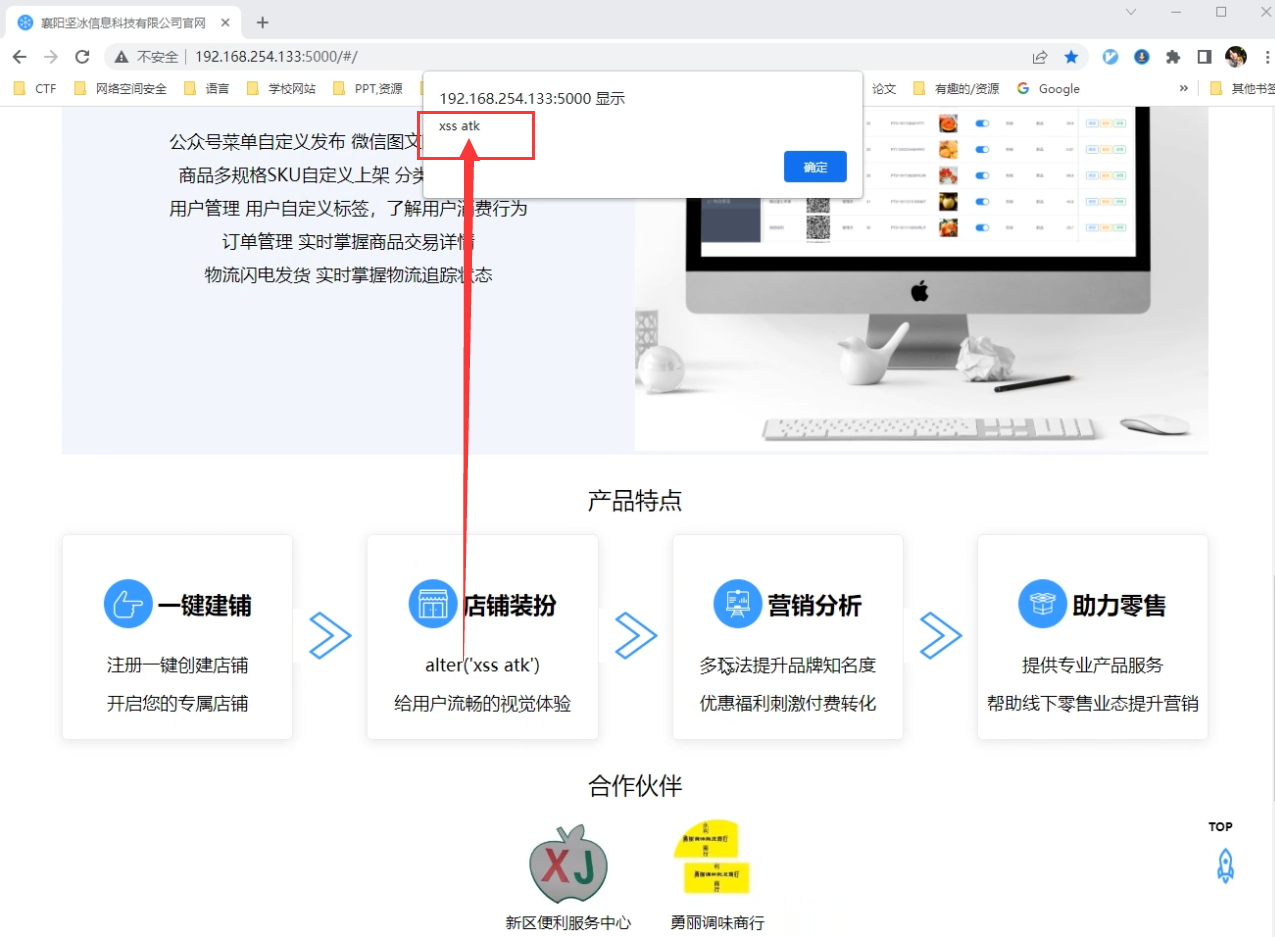 襄阳坚冰信息科技有限公司官网
不安全 192.168.254.133:5000/#/
CTF 网络空间安全 语言 学校网站 PPT,资源 论文 有趣的/资源 Google » 其他书签
192.168.254.133:5000 显示
xss atk
确定
公众号菜单自定义发布 微信图文
商品多规格SKU自定义上架 分类
用户管理 用户自定义标签，了解用户消费行为
订单管理 实时掌握商品交易详情
物流闪电发货 实时掌握物流追踪状态
产品特点
一键建铺
注册一键创建店铺
开启您的专属店铺
店铺装扮
alter('xss atk')
给用户流畅的视觉体验
营销分析
多玩法提升品牌知名度
优惠福利刺激付费转化
助力零售
提供专业产品服务
帮助线下零售业态提升营销
合作伙伴
XJ
新区便利服务中心
勇丽调味商行
TOP